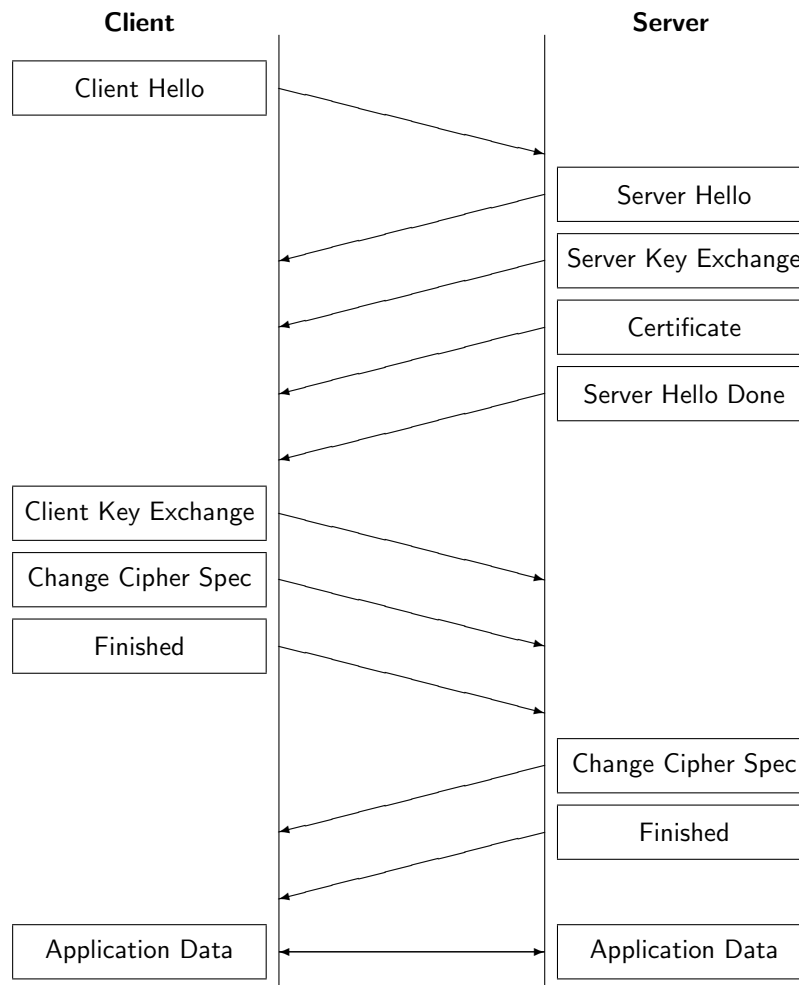 Client
Server
Client Hello
Server Hello
Server Key Exchange
Certificate
Server Hello Done
Client Key Exchange
Change Cipher Spec
Finished
Change Cipher Spec
Finished
Application Data
Application Data